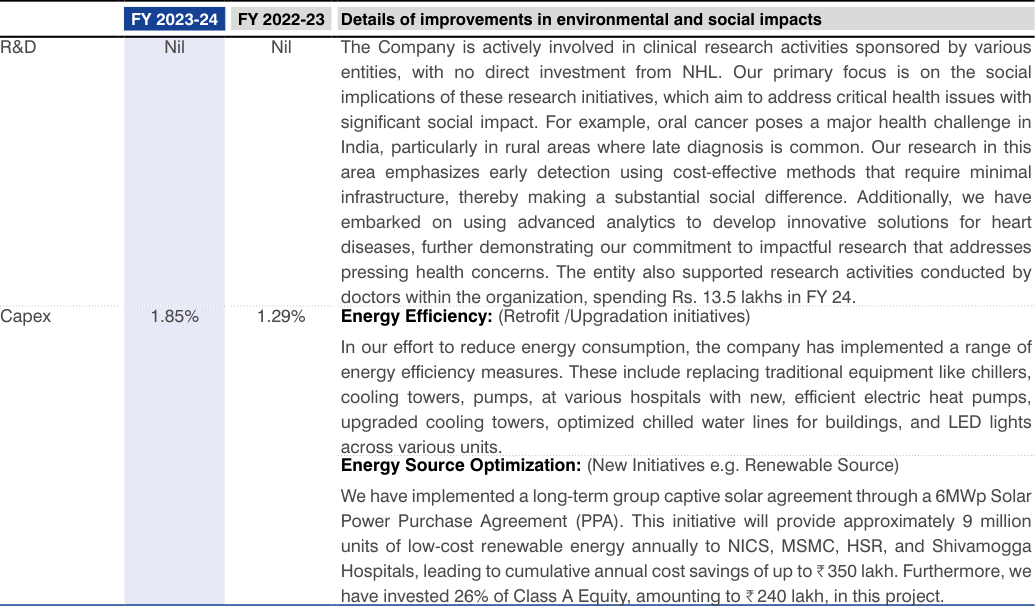 FY 2023-24 FY 2022-23 Details of improvements in environmental and social impacts
R&D Nil Nil The Company is actively involved in clinical research activities sponsored by various
entities, with no direct investment from NHL. Our primary focus is on the social
implications of these research initiatives, which aim to address critical health issues with
significant social impact. For example, oral cancer poses a major health challenge in
India, particularly in rural areas where late diagnosis is common. Our research in this
area emphasizes early detection using cost-effective methods that require minimal
infrastructure, thereby making a substantial social difference. Additionally, we have
embarked on using advanced analytics to develop innovative solutions for heart
diseases, further demonstrating our commitment to impactful research that addresses
pressing health concerns. The entity also supported research activities conducted by
doctors within the organization, spending Rs. 13.5 lakhs in FY 24.
Capex 1.85% 1.29% Energy Efficiency: (Retrofit /Upgradation initiatives)
In our effort to reduce energy consumption, the company has implemented a range of
energy efficiency measures. These include replacing traditional equipment like chillers,
cooling towers, pumps, at various hospitals with new, efficient electric heat pumps,
upgraded cooling towers, optimized chilled water lines for buildings, and LED lights
across various units.
Energy Source Optimization: (New Initiatives e.g. Renewable Source)
We have implemented a long-term group captive solar agreement through a 6MWp Solar
Power Purchase Agreement (PPA). This initiative will provide approximately 9 million
units of low-cost renewable energy annually to NICS, MSMC, HSR, and Shivamogga
Hospitals, leading to cumulative annual cost savings of up to ₹ 350 lakh. Furthermore, we
have invested 26% of Class A Equity, amounting to ₹ 240 lakh, in this project.